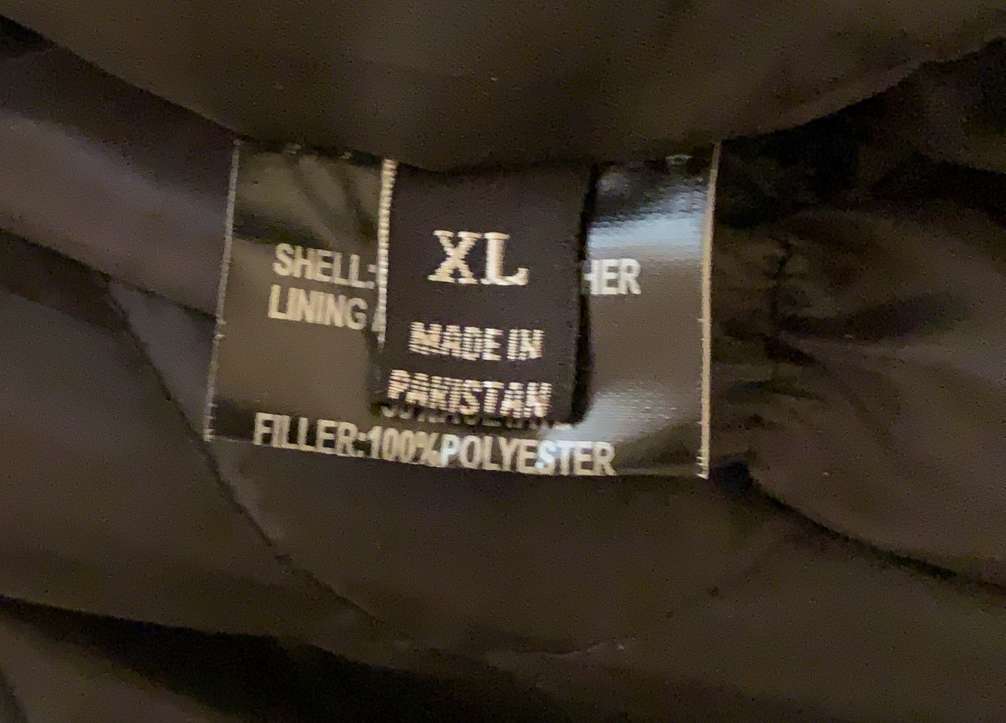 XL
MADE IN
PAKISTAN
SHELL: HER
LINING
FILLER:100%POLYESTER